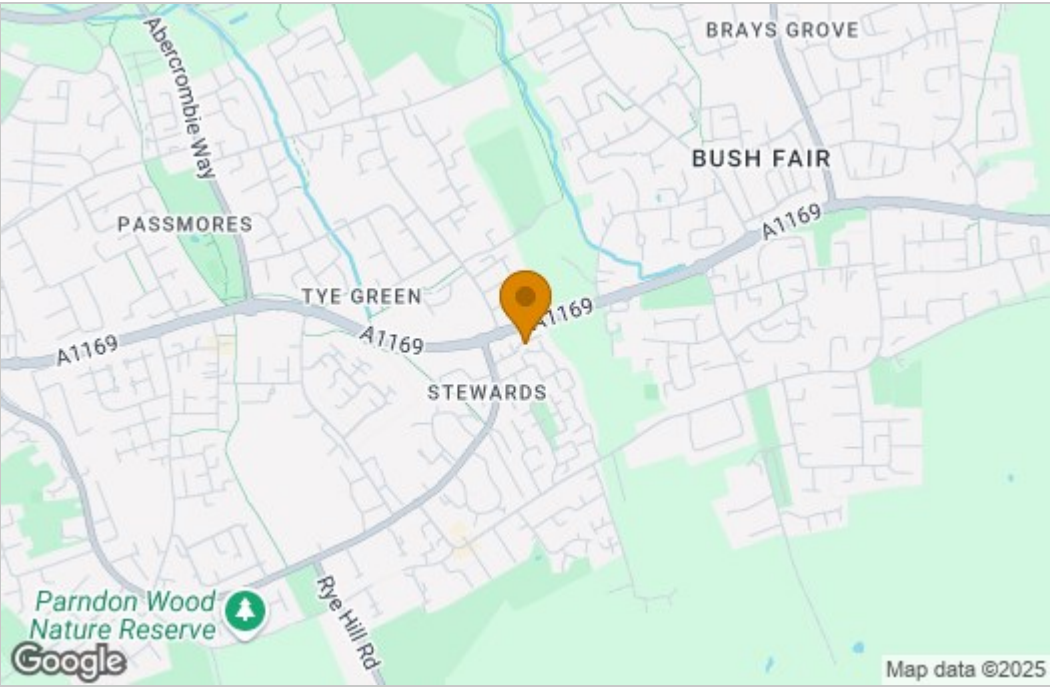 BRAYS GROVE
Abercrombie Way
BUSH FAIR
PASSMORES
A1169
TYE GREEN
A1169
A1169
A1169
STEWARDS
Parndon Wood
Nature Reserve
Rye Hill Rd
Google
Map data ©2025